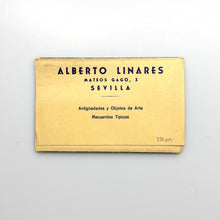 ALBERTO LINARES
MATEOS GAGO, 3
SEVILLA
Antigüedades y Objetos de Arte
Recuerdos Típicos